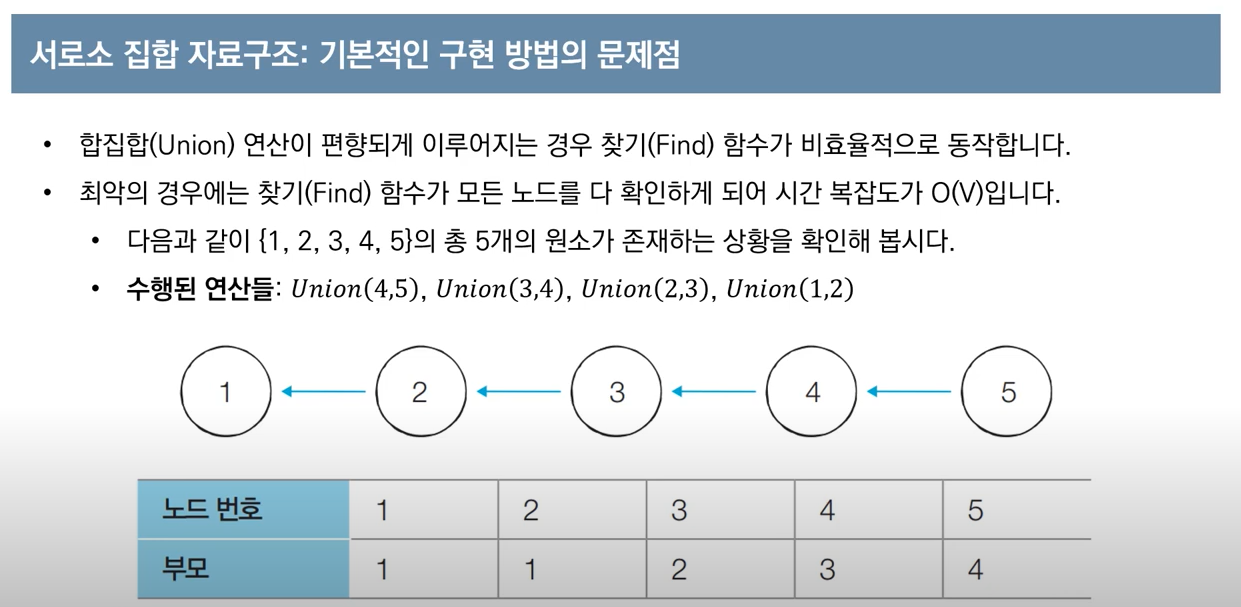 서로소 집합 자료구조: 기본적인 구현 방법의 문제점
• 합집합(Union) 연산이 편향되게 이루어지는 경우 찾기(Find) 함수가 비효율적으로 동작합니다.
• 최악의 경우에는 찾기(Find) 함수가 모든 노드를 다 확인하게 되어 시간 복잡도가 O(V)입니다.
• 다음과 같이 {1, 2, 3, 4, 5}의 총 5개의 원소가 존재하는 상황을 확인해 봅시다.
• 수행된 연산들: Union(4,5), Union(3,4), Union(2,3), Union(1,2)
1 2 3 4 5
노드 번호 1 2 3 4 5
부모 1 1 2 3 4